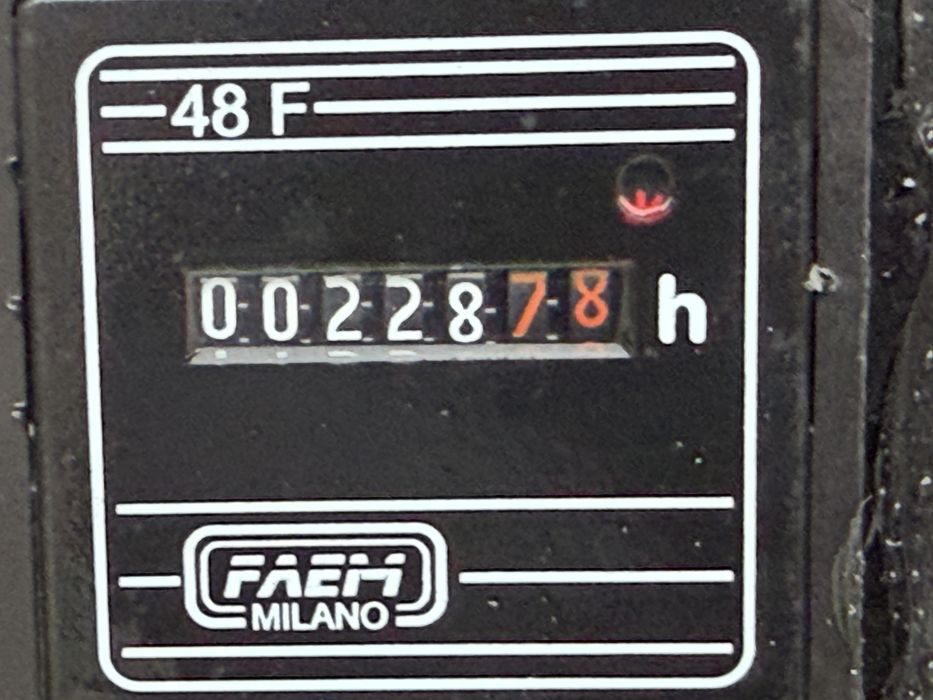 48 F
0022878 h
FAEM
MILANO